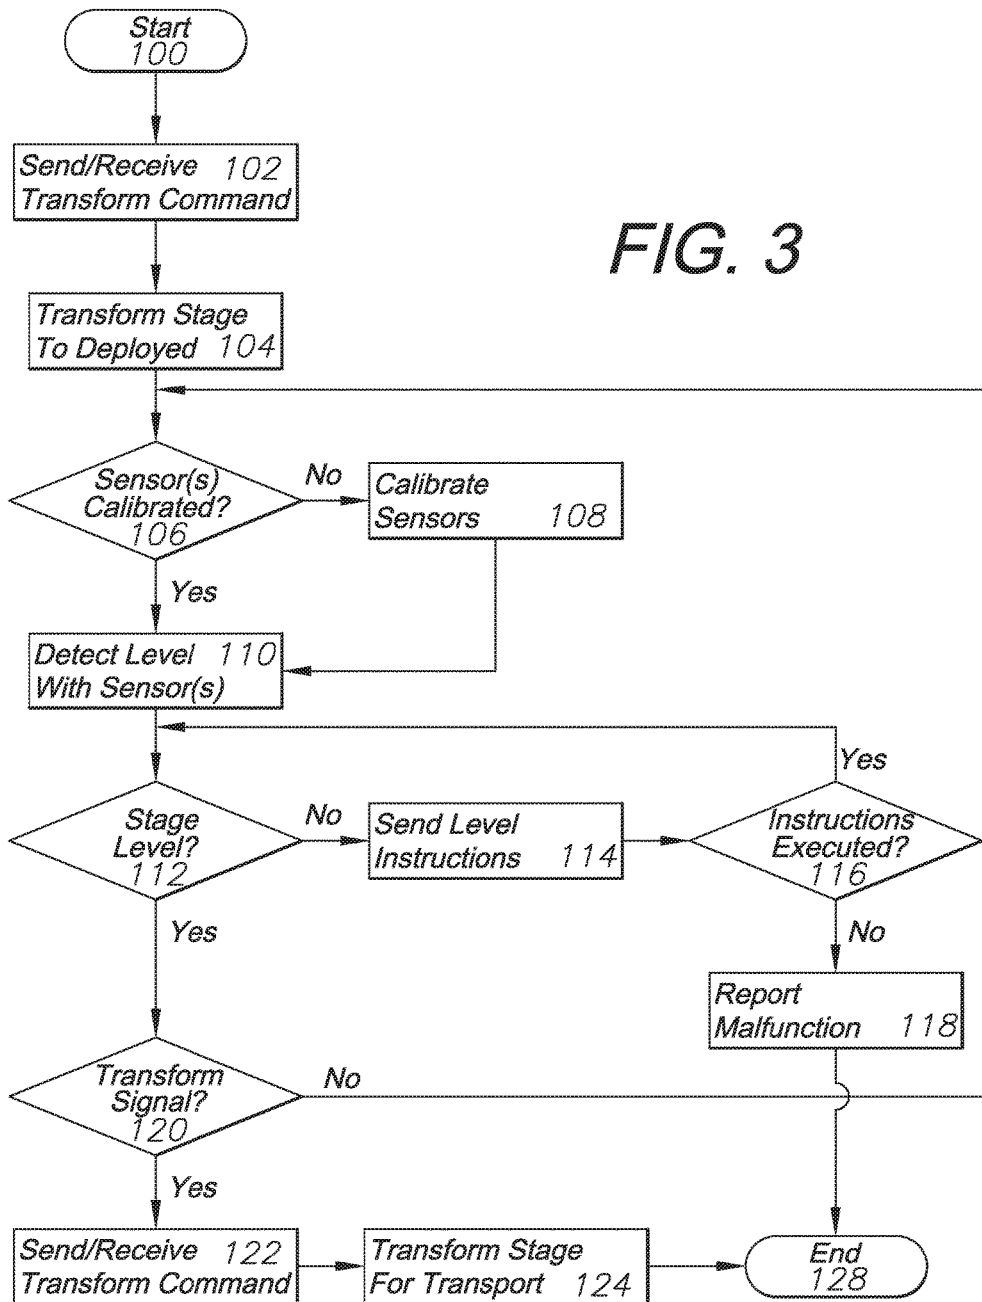 Start
100
Send/Receive 102
Transform Command
FIG. 3
Transform Stage
To Deployed 104
Sensor(s)
Calibrated?
106
No
Calibrate
Sensors 108
Yes
Detect Level 110
With Sensor(s)
Stage
Level?
112
No
Send Level
Instructions 114
Instructions
Executed?
116
Yes
No
Yes
Report
Malfunction 118
Transform
Signal?
120
No
Yes
Send/Receive 122
Transform Command
Transform Stage
For Transport 124
End
128